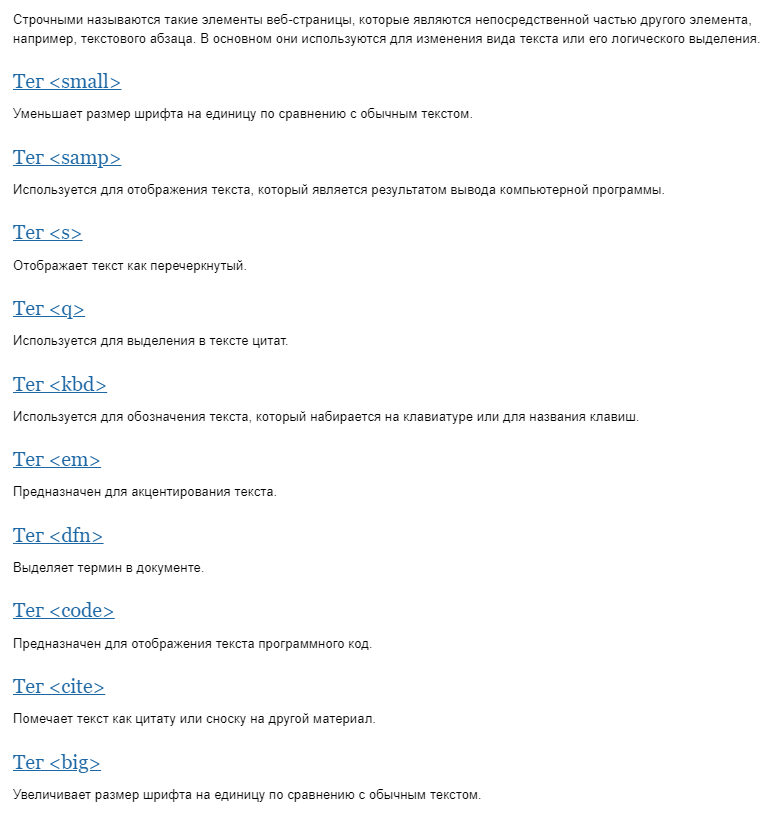 Строчными называются такие элементы веб-страницы, которые являются непосредственной частью другого элемента,
например, текстового абзаца. В основном они используются для изменения вида текста или его логического выделения.
Тег <small>
Уменьшает размер шрифта на единицу по сравнению с обычным текстом.
Тег <samp>
Используется для отображения текста, который является результатом вывода компьютерной программы.
Тег <s>
Отображает текст как перечеркнутый.
Тег <q>
Используется для выделения в тексте цитат.
Тег <kbd>
Используется для обозначения текста, который набирается на клавиатуре или для названия клавиш.
Тег <em>
Предназначен для акцентирования текста.
Тег <dfn>
Выделяет термин в документе.
Тег <code>
Предназначен для отображения текста программного код.
Тег <cite>
Помечает текст как цитату или сноску на другой материал.
Тег <big>
Увеличивает размер шрифта на единицу по сравнению с обычным текстом.